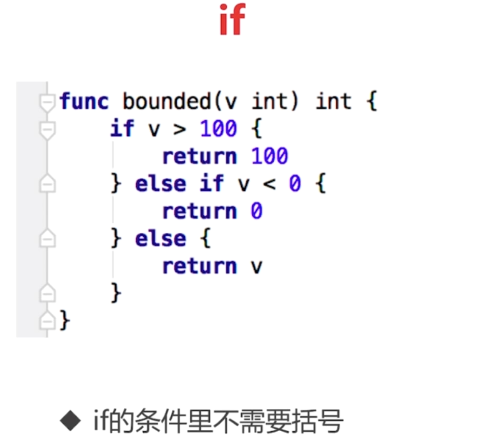 if
func bounded(v int) int {
    if v > 100 {
        return 100
    } else if v < 0 {
        return 0
    } else {
        return v
    }
}
◆ if的条件里不需要括号